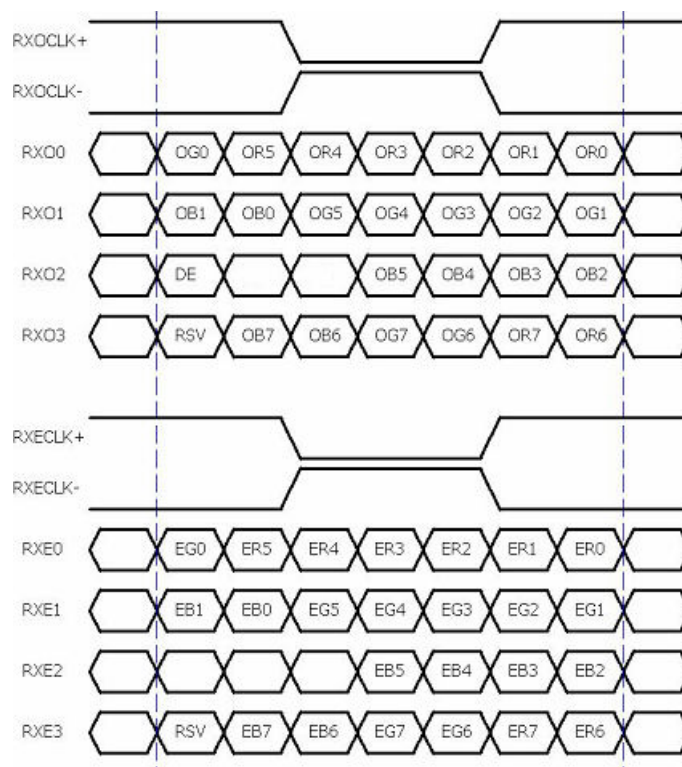 RXOCLK+
RXOCLK-
RXO0 OG0 OR5 OR4 OR3 OR2 OR1 OR0
RXO1 OB1 OB0 OG5 OG4 OG3 OG2 OG1
RXO2 DE OB5 OB4 OB3 OB2
RXO3 RSV OB7 OB6 OG7 OG6 OR7 OR6
RXECLK+
RXECLK-
RXE0 EG0 ER5 ER4 ER3 ER2 ER1 ER0
RXE1 EB1 EB0 EG5 EG4 EG3 EG2 EG1
RXE2 EB5 EB4 EB3 EB2
RXE3 RSV EB7 EB6 EG7 EG6 ER7 ER6